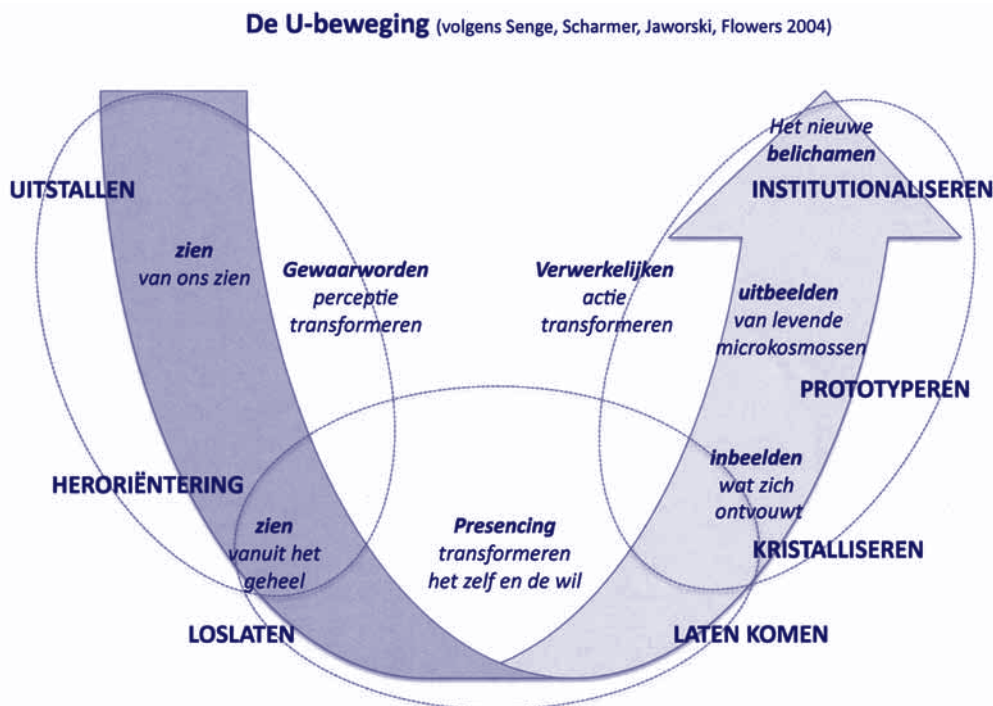 De U-beweging (volgens Senge, Scharmer, Jaworski, Flowers 2004)
UITSTALLEN
zien
van ons zien
Gewaarworden
perceptie
transformeren
HERORIËNTERING
zien
vanuit het
geheel
LOSLATEN
Presencing
transformeren
het zelf en de wil
Verwerkelijken
actie
transformeren
Het nieuwe
belichamen
INSTITUTIONALISEREN
uitbeelden
van levende
microkosmossen
PROTOTYPEREN
inbeelden
wat zich
ontvouwt
KRISTALLISEREN
LATEN KOMEN